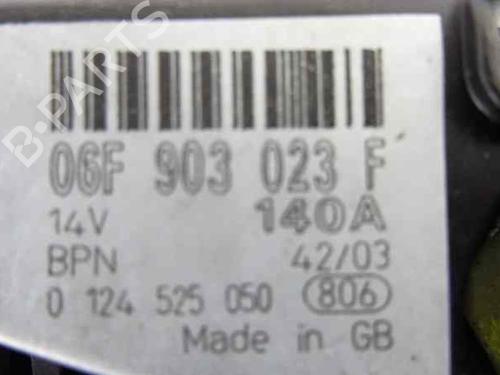 06F 903 023 F
14V 140A
BPN 42/03
0 124 525 050 806
Made in GB
B-PARTS